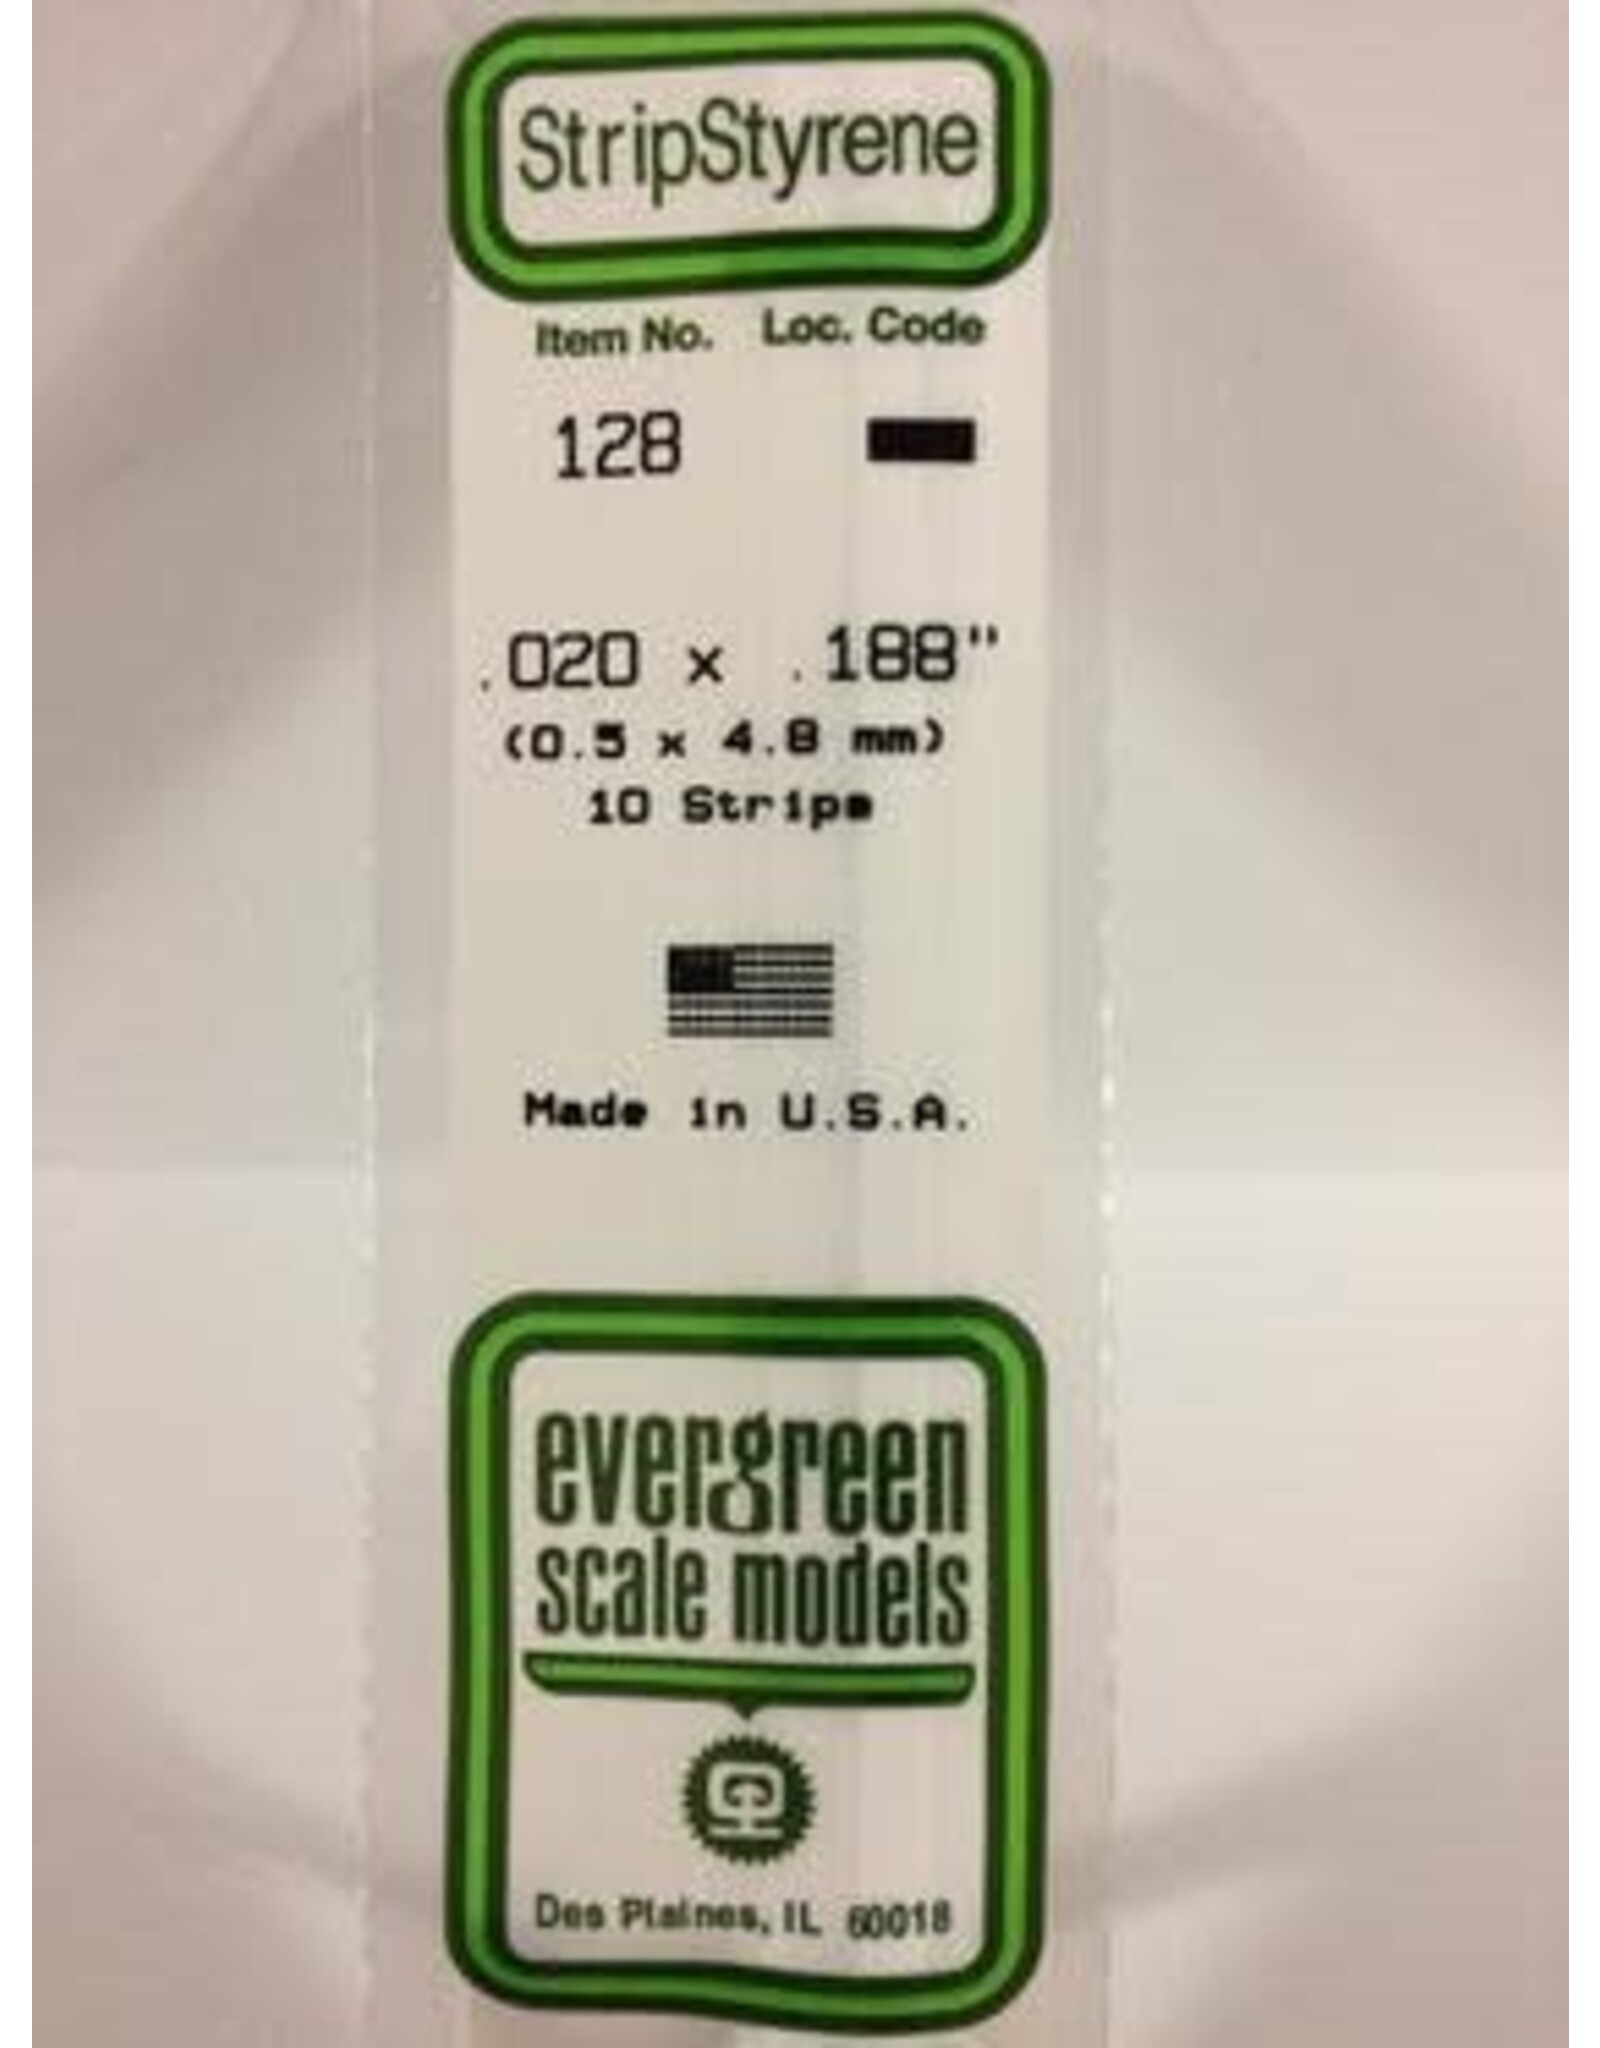 StripStyrene
Item No. Loc. Code
128
.020 x .188"
(0.5 x 4.8 mm)
10 Strips
Made in U.S.A.
evergreen
scale models
Des Plaines, IL 60018